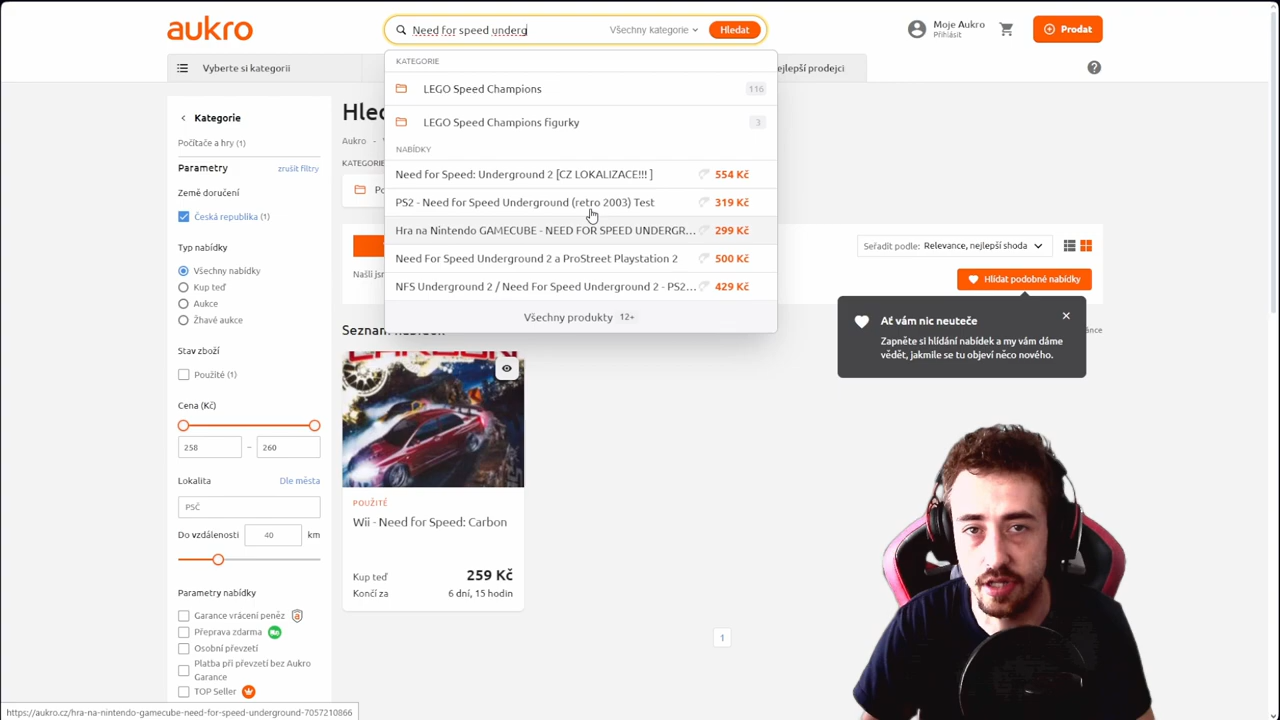 aukro
Need for speed underg
Všechny kategorie
Hledat
Moje Aukro
Přihlásit
Prodat
Vyberte si kategorii
ejlepší prodejci
KATEGORIE
LEGO Speed Champions
116
LEGO Speed Champions figurky
3
NABÍDKY
Need for Speed: Underground 2 [CZ LOKALIZACE!!! ]
554 Kč
PS2 - Need for Speed Underground (retro 2003) Test
319 Kč
Hra na Nintendo GAMECUBE - NEED FOR SPEED UNDERGR...
299 Kč
Need For Speed Underground 2 a ProStreet Playstation 2
500 Kč
NFS Underground 2 / Need For Speed Underground 2 - PS2...
429 Kč
Všechny produkty 12+
Kategorie
Počítače a hry (1)
Parametry
zrušit filtry
Země doručení
Česká republika (1)
Typ nabídky
Všechny nabídky
Kup teď
Aukce
Žhavé aukce
Stav zboží
Použité (1)
Cena (Kč)
258
–
260
Lokalita
Dle města
PSČ
Do vzdálenosti
40
km
Parametry nabídky
Garance vrácení peněz
Přeprava zdarma
Osobní převzetí
Platba při převzetí bez Aukro
Garance
TOP Seller
Hled
Aukro -
KATEGORIE
Po
Našli jsm
Seřadit podle: Relevance, nejlepší shoda
Hlídat podobné nabídky
Ať vám nic neuteče
Zapněte si hlídání nabídek a my vám dáme
vědět, jakmile se tu objeví něco nového.
Seznam nabídek
CARBON
POUŽITÉ
Wii - Need for Speed: Carbon
Kup teď
259 Kč
Končí za
6 dní, 15 hodin
1
https://aukro.cz/hra-na-nintendo-gamecube-need-for-speed-underground-7057210866